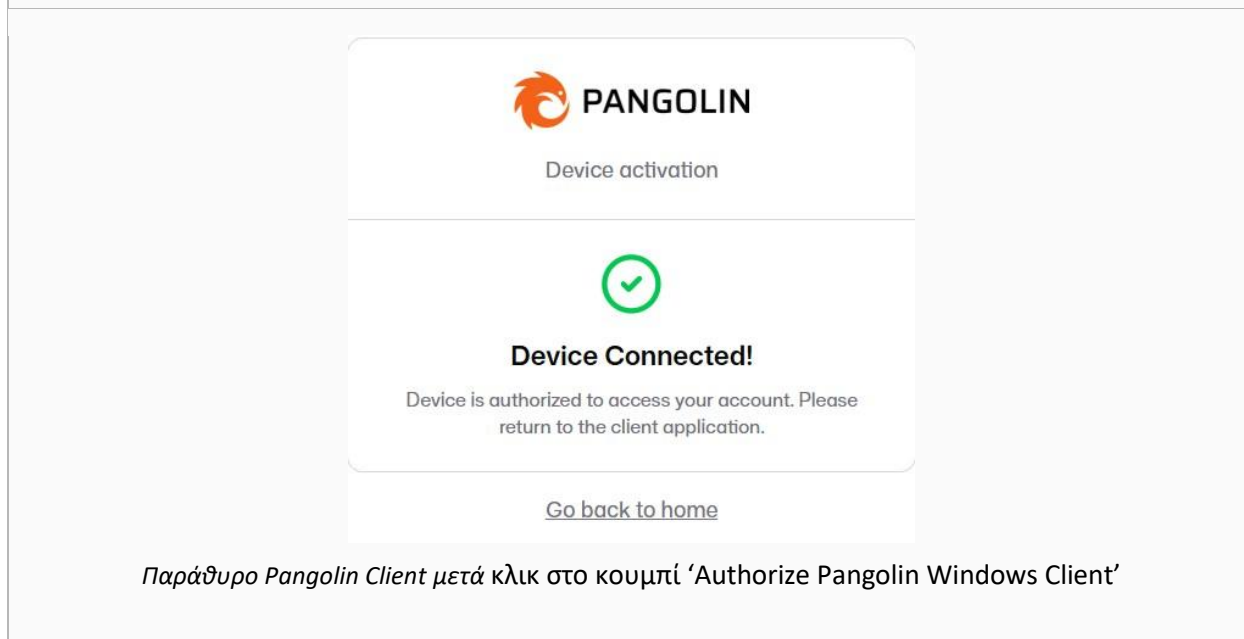 PANGOLIN
Device activation
Device Connected!
Device is authorized to access your account. Please
return to the client application.
Go back to home
Παράθυρο Pangolin Client μετά κλικ στο κουμπί ‘Authorize Pangolin Windows Client’